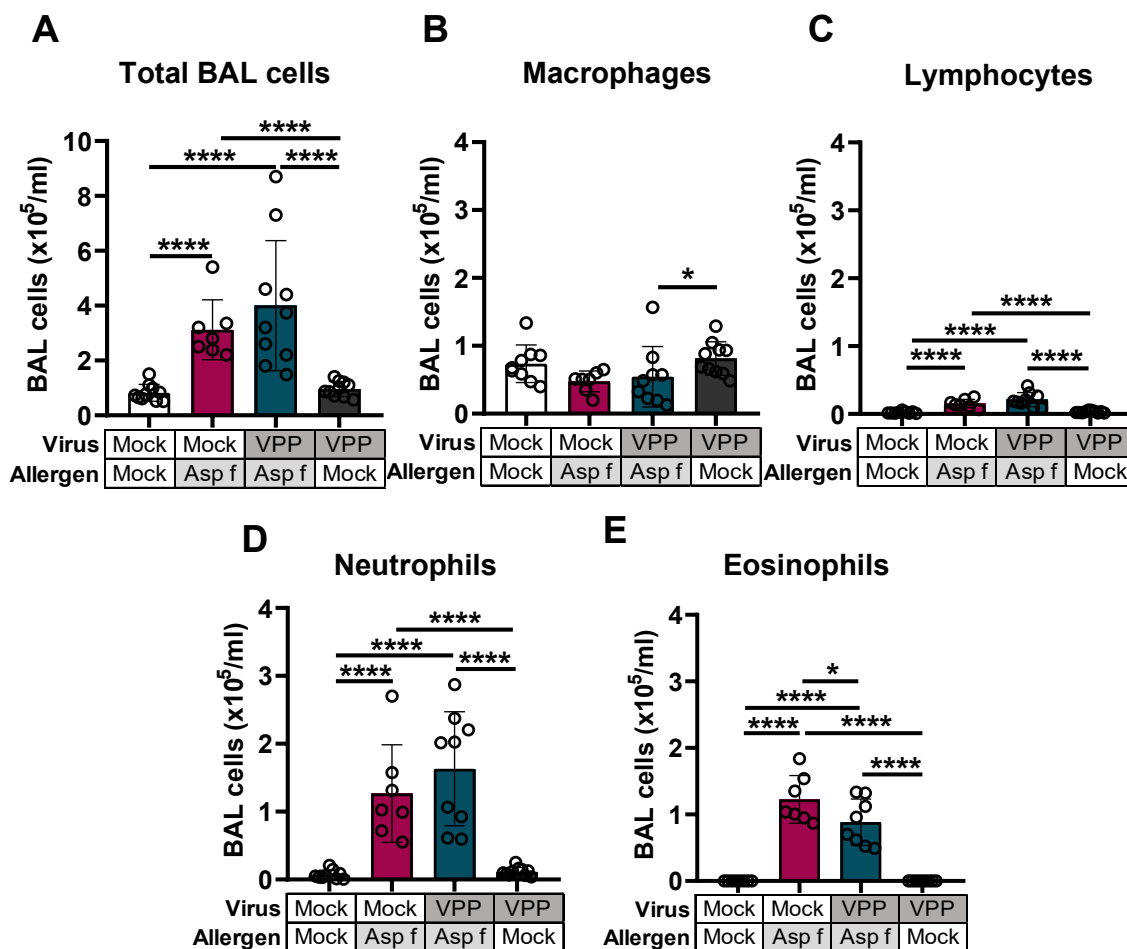 A
Total BAL cells
BAL cells (x10⁵/ml)
10
8
6
4
2
0
****
****
****
****
Virus Mock Mock VPP VPP
Allergen Mock Asp f Asp f Mock
B
Macrophages
BAL cells (x10⁵/ml)
4
3
2
1
0
*
Virus Mock Mock VPP VPP
Allergen Mock Asp f Asp f Mock
C
Lymphocytes
BAL cells (x10⁵/ml)
4
3
2
1
0
****
****
****
****
Virus Mock Mock VPP VPP
Allergen Mock Asp f Asp f Mock
D
Neutrophils
BAL cells (x10⁵/ml)
4
3
2
1
0
****
****
****
****
Virus Mock Mock VPP VPP
Allergen Mock Asp f Asp f Mock
E
Eosinophils
BAL cells (x10⁵/ml)
4
3
2
1
0
*
****
****
****
****
Virus Mock Mock VPP VPP
Allergen Mock Asp f Asp f Mock